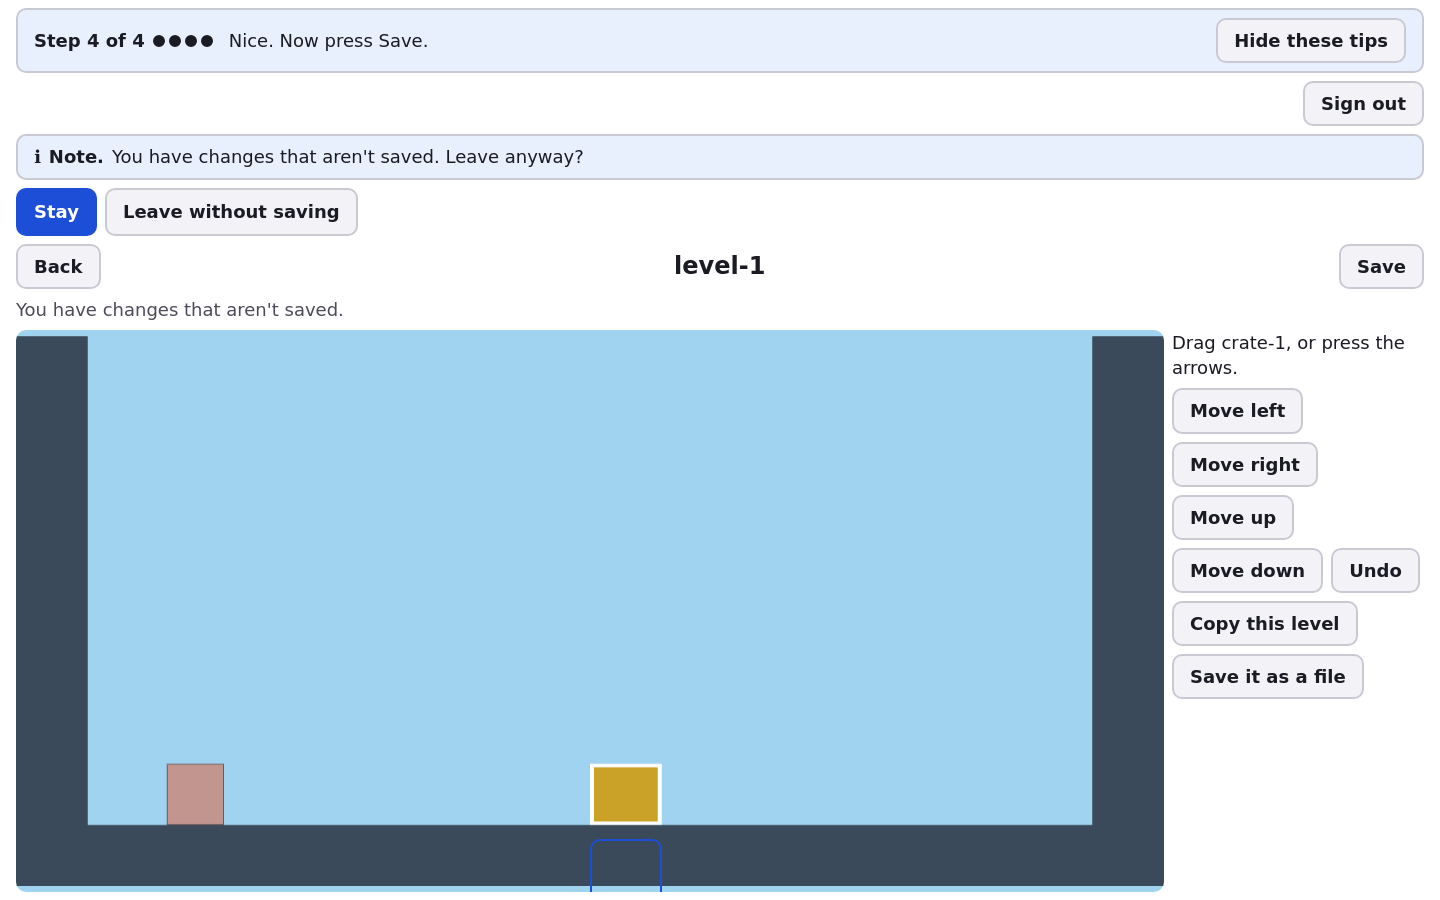 Step 4 of 4 ●●●● Nice. Now press Save. Hide these tips
Sign out
ℹ Note. You have changes that aren't saved. Leave anyway?
Stay Leave without saving
Back level-1 Save
You have changes that aren't saved.
Drag crate-1, or press the
arrows.
Move left
Move right
Move up
Move down Undo
Copy this level
Save it as a file